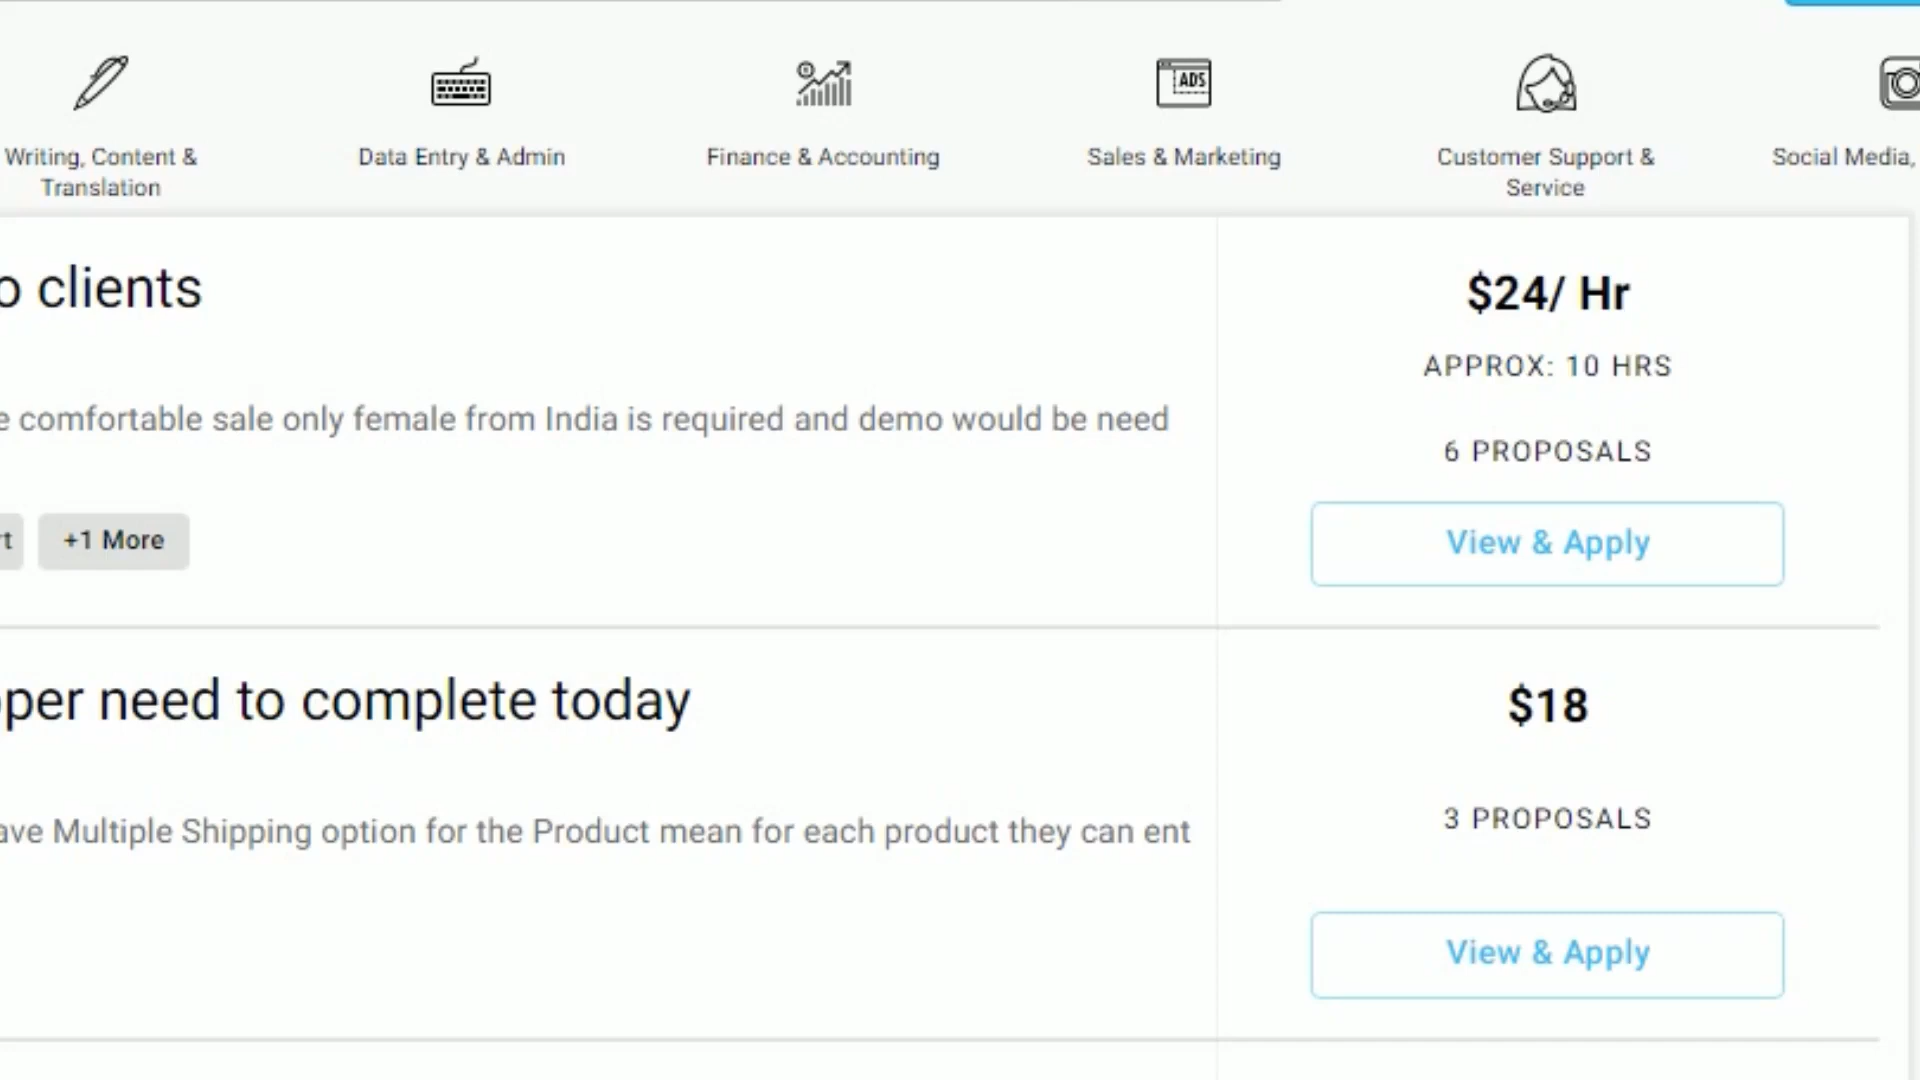 Writing, Content &
Translation
Data Entry & Admin
Finance & Accounting
ADS
Sales & Marketing
Customer Support &
Service
Social Media,
o clients
$24/ Hr
APPROX: 10 HRS
e comfortable sale only female from India is required and demo would be need
6 PROPOSALS
rt
+1 More
View & Apply
pper need to complete today
$18
ave Multiple Shipping option for the Product mean for each product they can ent
3 PROPOSALS
View & Apply